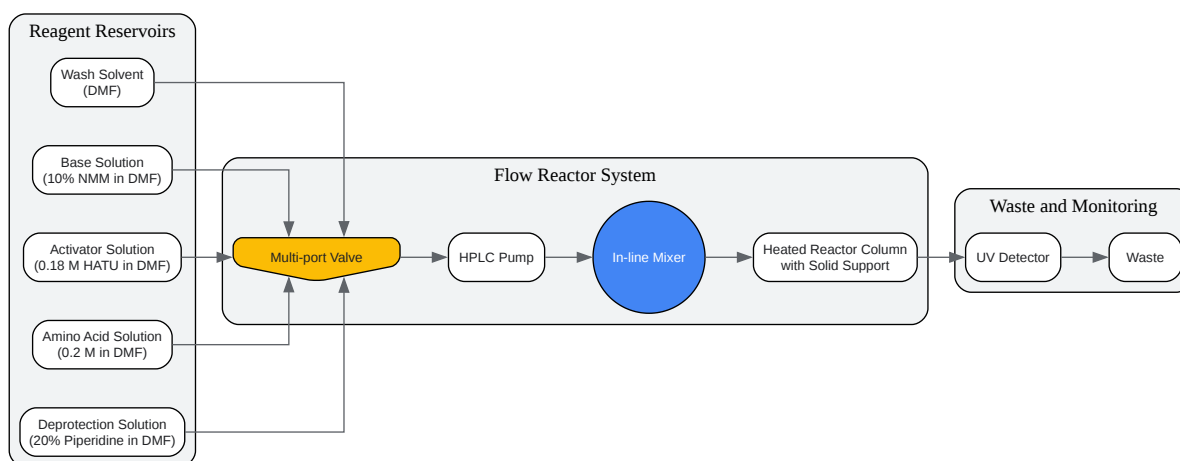 Reagent Reservoirs
Wash Solvent
(DMF)
Base Solution
(10% NMM in DMF)
Activator Solution
(0.18 M HATU in DMF)
Amino Acid Solution
(0.2 M in DMF)
Deprotection Solution
(20% Piperidine in DMF)
Flow Reactor System
Multi-port Valve
HPLC Pump
In-line Mixer
Heated Reactor Column
with Solid Support
Waste and Monitoring
UV Detector
Waste